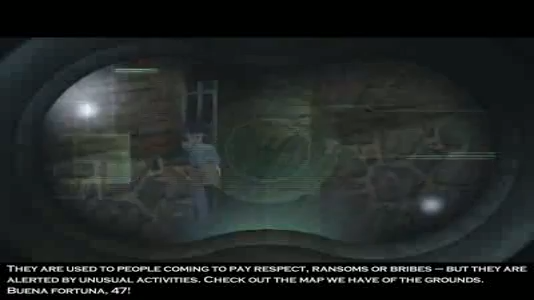 They are used to people coming to pay respect, ransoms or bribes – but they are
alerted by unusual activities. Check out the map we have of the grounds.
Buena fortuna, 47!